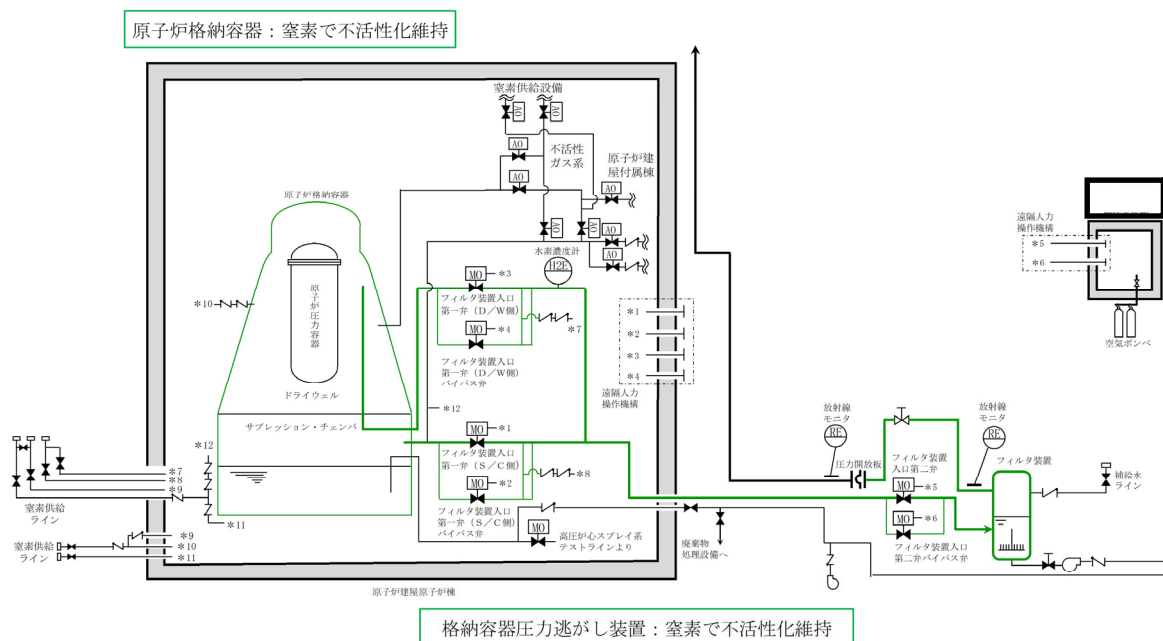 原子炉格納容器：窒素で不活性化維持
窒素供給設備
AO
AO
AO
不活性
ガス系
AO
原子炉建
屋付属棟
AO
AO
AO
AO
AO
原子炉格納容器
水素濃度計
H2E
MO
*3
フィルタ装置入口
第一弁（D／W側）
MO
*4
*7
フィルタ装置入口
第一弁（D／W側）
バイパス弁
*10
原子炉圧力容器
ドライウェル
サプレッション・チェンバ
*12
*12
MO
*1
フィルタ装置入口
第一弁（S／C側）
MO
*2
*8
フィルタ装置入口
第一弁（S／C側）
バイパス弁
*11
MO
高圧炉心スプレイ系
テストラインより
*1
*2
*3
*4
遠隔人力
操作機構
*7
*8
*9
窒素供給
ライン
*9
*10
*11
窒素供給
ライン
原子炉建屋原子炉棟
廃棄物
処理設備へ
遠隔人力
操作機構
*5
*6
空気ボンベ
放射線
モニタ
RE
圧力開放板
放射線
モニタ
RE
フィルタ装置
フィルタ装置
入口第二弁
MO
*5
MO
*6
フィルタ装置入口
第二弁バイパス弁
補給水
ライン
格納容器圧力逃がし装置：窒素で不活性化維持